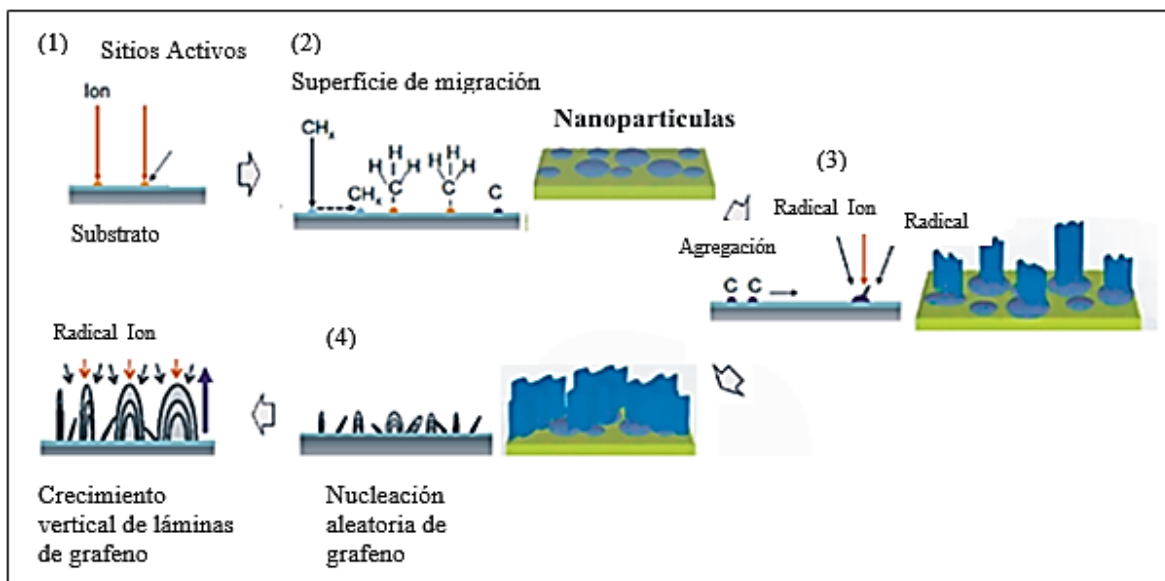 (1)
Sitios Activos
Ion
Substrato
(2)
Superficie de migración
CHx
CHx
H
H H
C
H
H H
C
C
Nanoparticulas
(3)
Radical Ion
Radical
Agregación
C C
Radical Ion
(4)
Crecimiento
vertical de láminas
de grafeno
Nucleación
aleatoria de
grafeno